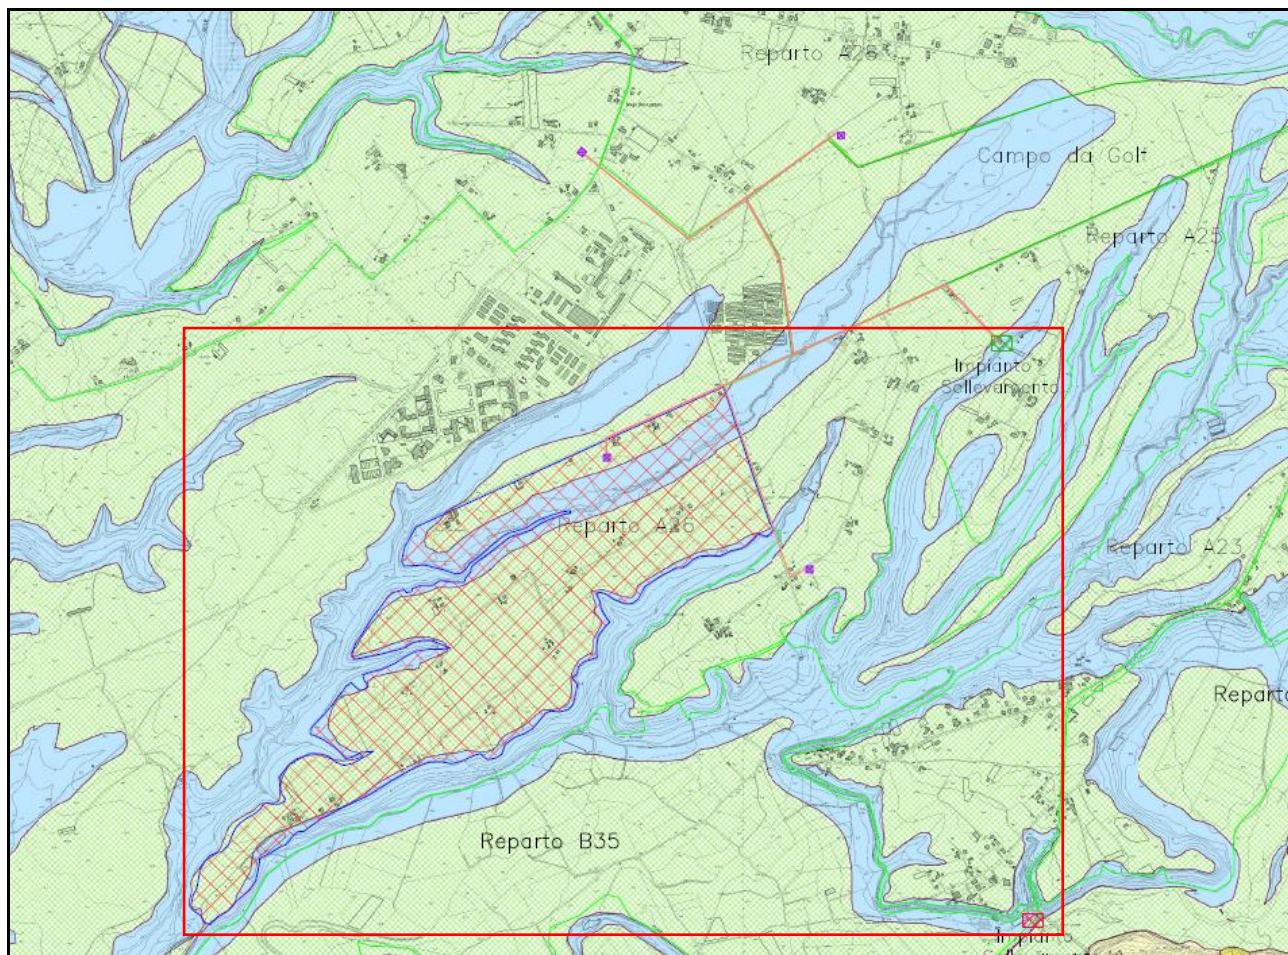 Reparto A28
Campo da Golf
Reparto A25
Impianto
Sollevamento
Reparto A26
Reparto A23
Reparto
Reparto B35
Impianto